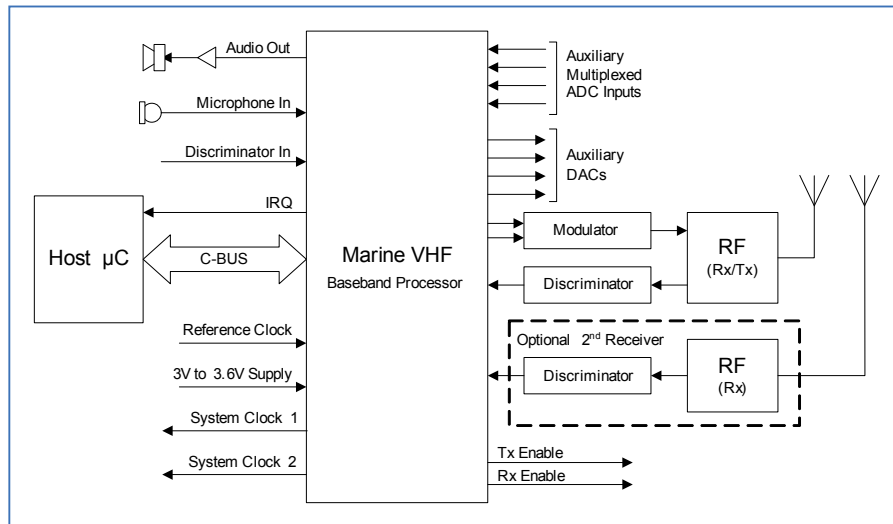 Audio Out
Microphone In
Discriminator In
IRQ
Host µC
C-BUS
Reference Clock
3V to 3.6V Supply
System Clock 1
System Clock 2
Marine VHF
Baseband Processor
Auxiliary
Multiplexed
ADC Inputs
Auxiliary
DACs
Modulator
Discriminator
RF
(Rx/Tx)
Optional 2nd Receiver
Discriminator
RF
(Rx)
Tx Enable
Rx Enable